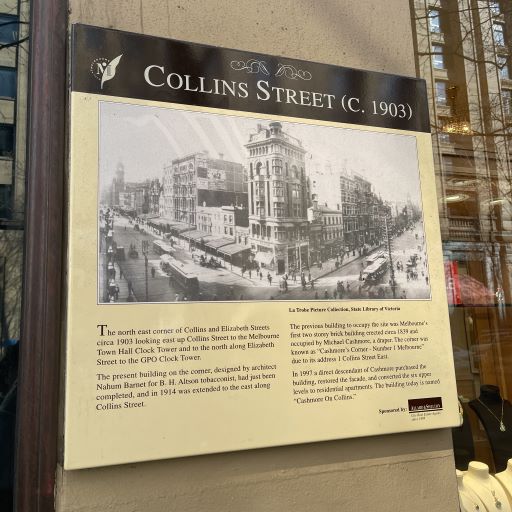 COLLINS STREET (C. 1903)
La Trobe Picture Collection, State Library of Victoria
The north east corner of Collins and Elizabeth Streets
circa 1903 looking east up Collins Street to the Melbourne
Town Hall Clock Tower and to the north along Elizabeth
Street to the GPO Clock Tower.
The present building on the corner, designed by architect
Nahum Barnet for B. H. Altson tobacconist, had just been
completed, and in 1914 was extended to the east along
Collins Street.
The previous building to occupy the site was Melbourne's
first two storey brick building erected circa 1839 and
occupied by Michael Cashmore, a draper. The corner was
known as "Cashmore's Corner - Number 1 Melbourne"
due to its address 1 Collins Street East.
In 1997 a direct descendant of Cashmore purchased the
building, restored the facade, and converted the six upper
levels to residential apartments. The building today is named
"Cashmore On Collins."
Sponsored by: